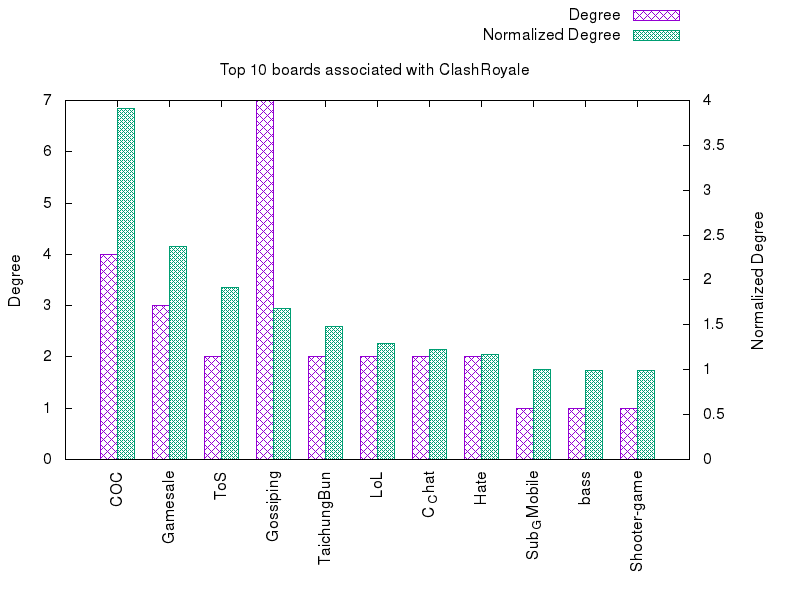 Degree
Normalized Degree
Top 10 boards associated with ClashRoyale
7
6
5
4
3
2
1
0
4
3.5
3
2.5
2
1.5
1
0.5
0
Degree
Normalized Degree
COC
Gamesale
ToS
Gossiping
TaichungBun
LoL
C_Chat
Hate
Sub_GMobile
bass
Shooter-game